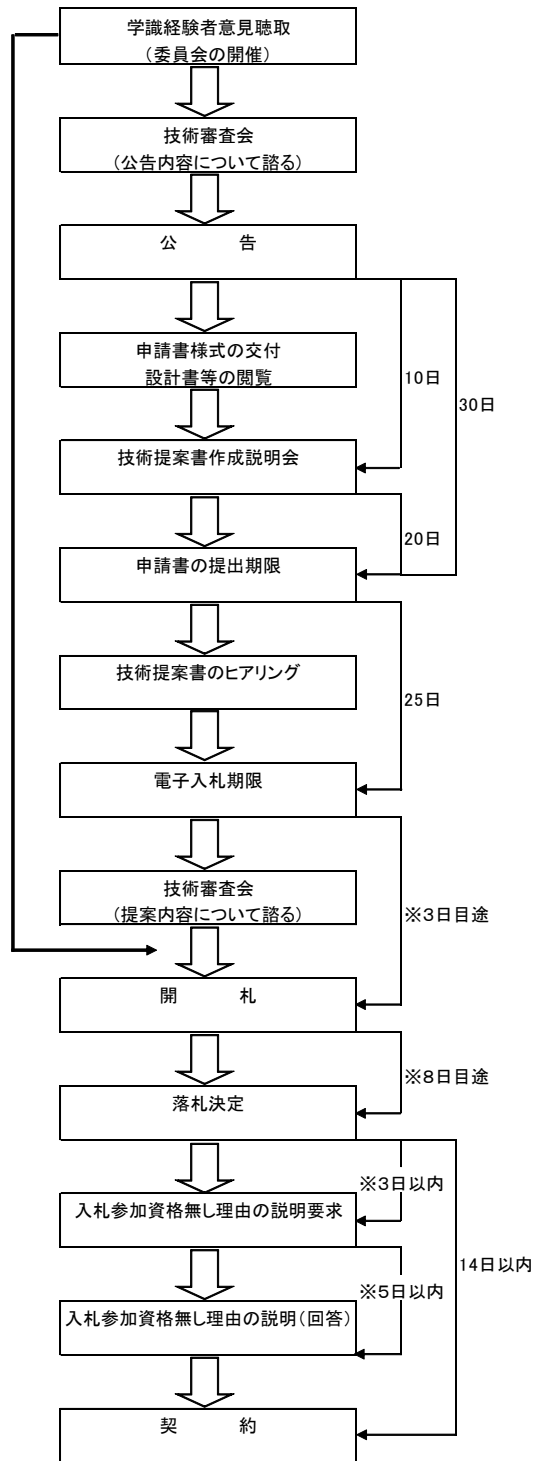 学識経験者意見聴取
(委員会の開催)
技術審査会
(公告内容について諮る)
公　　　告
申請書様式の交付
設計書等の閲覧
10日
30日
技術提案書作成説明会
20日
申請書の提出期限
技術提案書のヒアリング
25日
電子入札期限
技術審査会
(提案内容について諮る)
※3日目途
開　　　札
※8日目途
落札決定
※3日以内
入札参加資格無し理由の説明要求
14日以内
※5日以内
入札参加資格無し理由の説明(回答)
契　　　約